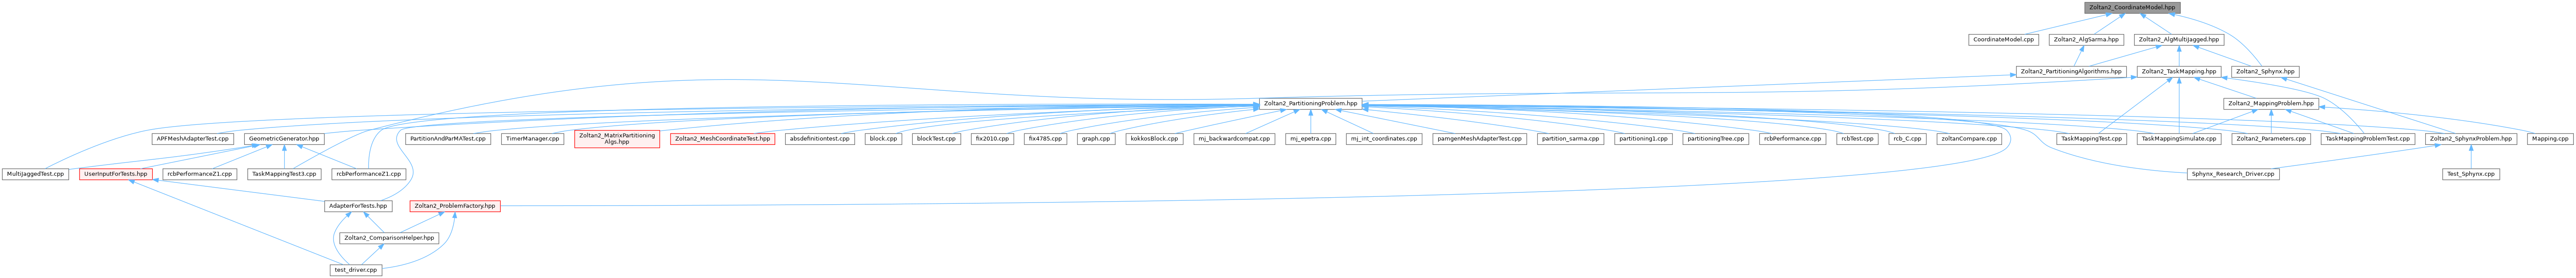 Zoltan2_CoordinateModel.hpp
CoordinateModel.cpp
Zoltan2_AlgSarma.hpp
Zoltan2_AlgMultiJagged.hpp
Zoltan2_PartitioningAlgorithms.hpp
Zoltan2_TaskMapping.hpp
Zoltan2_Sphynx.hpp
Zoltan2_PartitioningProblem.hpp
Zoltan2_MappingProblem.hpp
APFMeshAdapterTest.cpp
GeometricGenerator.hpp
PartitionAndParMATest.cpp
TimerManager.cpp
Zoltan2_MatrixPartitioning
Algs.hpp
Zoltan2_MeshCoordinateTest.hpp
absdefinitiontest.cpp
block.cpp
blockTest.cpp
fix2010.cpp
fix4785.cpp
graph.cpp
kokkosBlock.cpp
mj_backwardcompat.cpp
mj_epetra.cpp
mj_int_coordinates.cpp
pamgenMeshAdapterTest.cpp
partition_sarma.cpp
partitioning1.cpp
partitioningTree.cpp
rcbPerformance.cpp
rcbTest.cpp
rcb_C.cpp
zoltanCompare.cpp
TaskMappingTest.cpp
TaskMappingSimulate.cpp
Zoltan2_Parameters.cpp
TaskMappingProblemTest.cpp
Zoltan2_SphynxProblem.hpp
Mapping.cpp
MultiJaggedTest.cpp
UserInputForTests.hpp
rcbPerformanceZ1.cpp
TaskMappingTest3.cpp
rcbPerformanceZ1.cpp
Sphynx_Research_Driver.cpp
Test_Sphynx.cpp
AdapterForTests.hpp
Zoltan2_ProblemFactory.hpp
Zoltan2_ComparisonHelper.hpp
test_driver.cpp